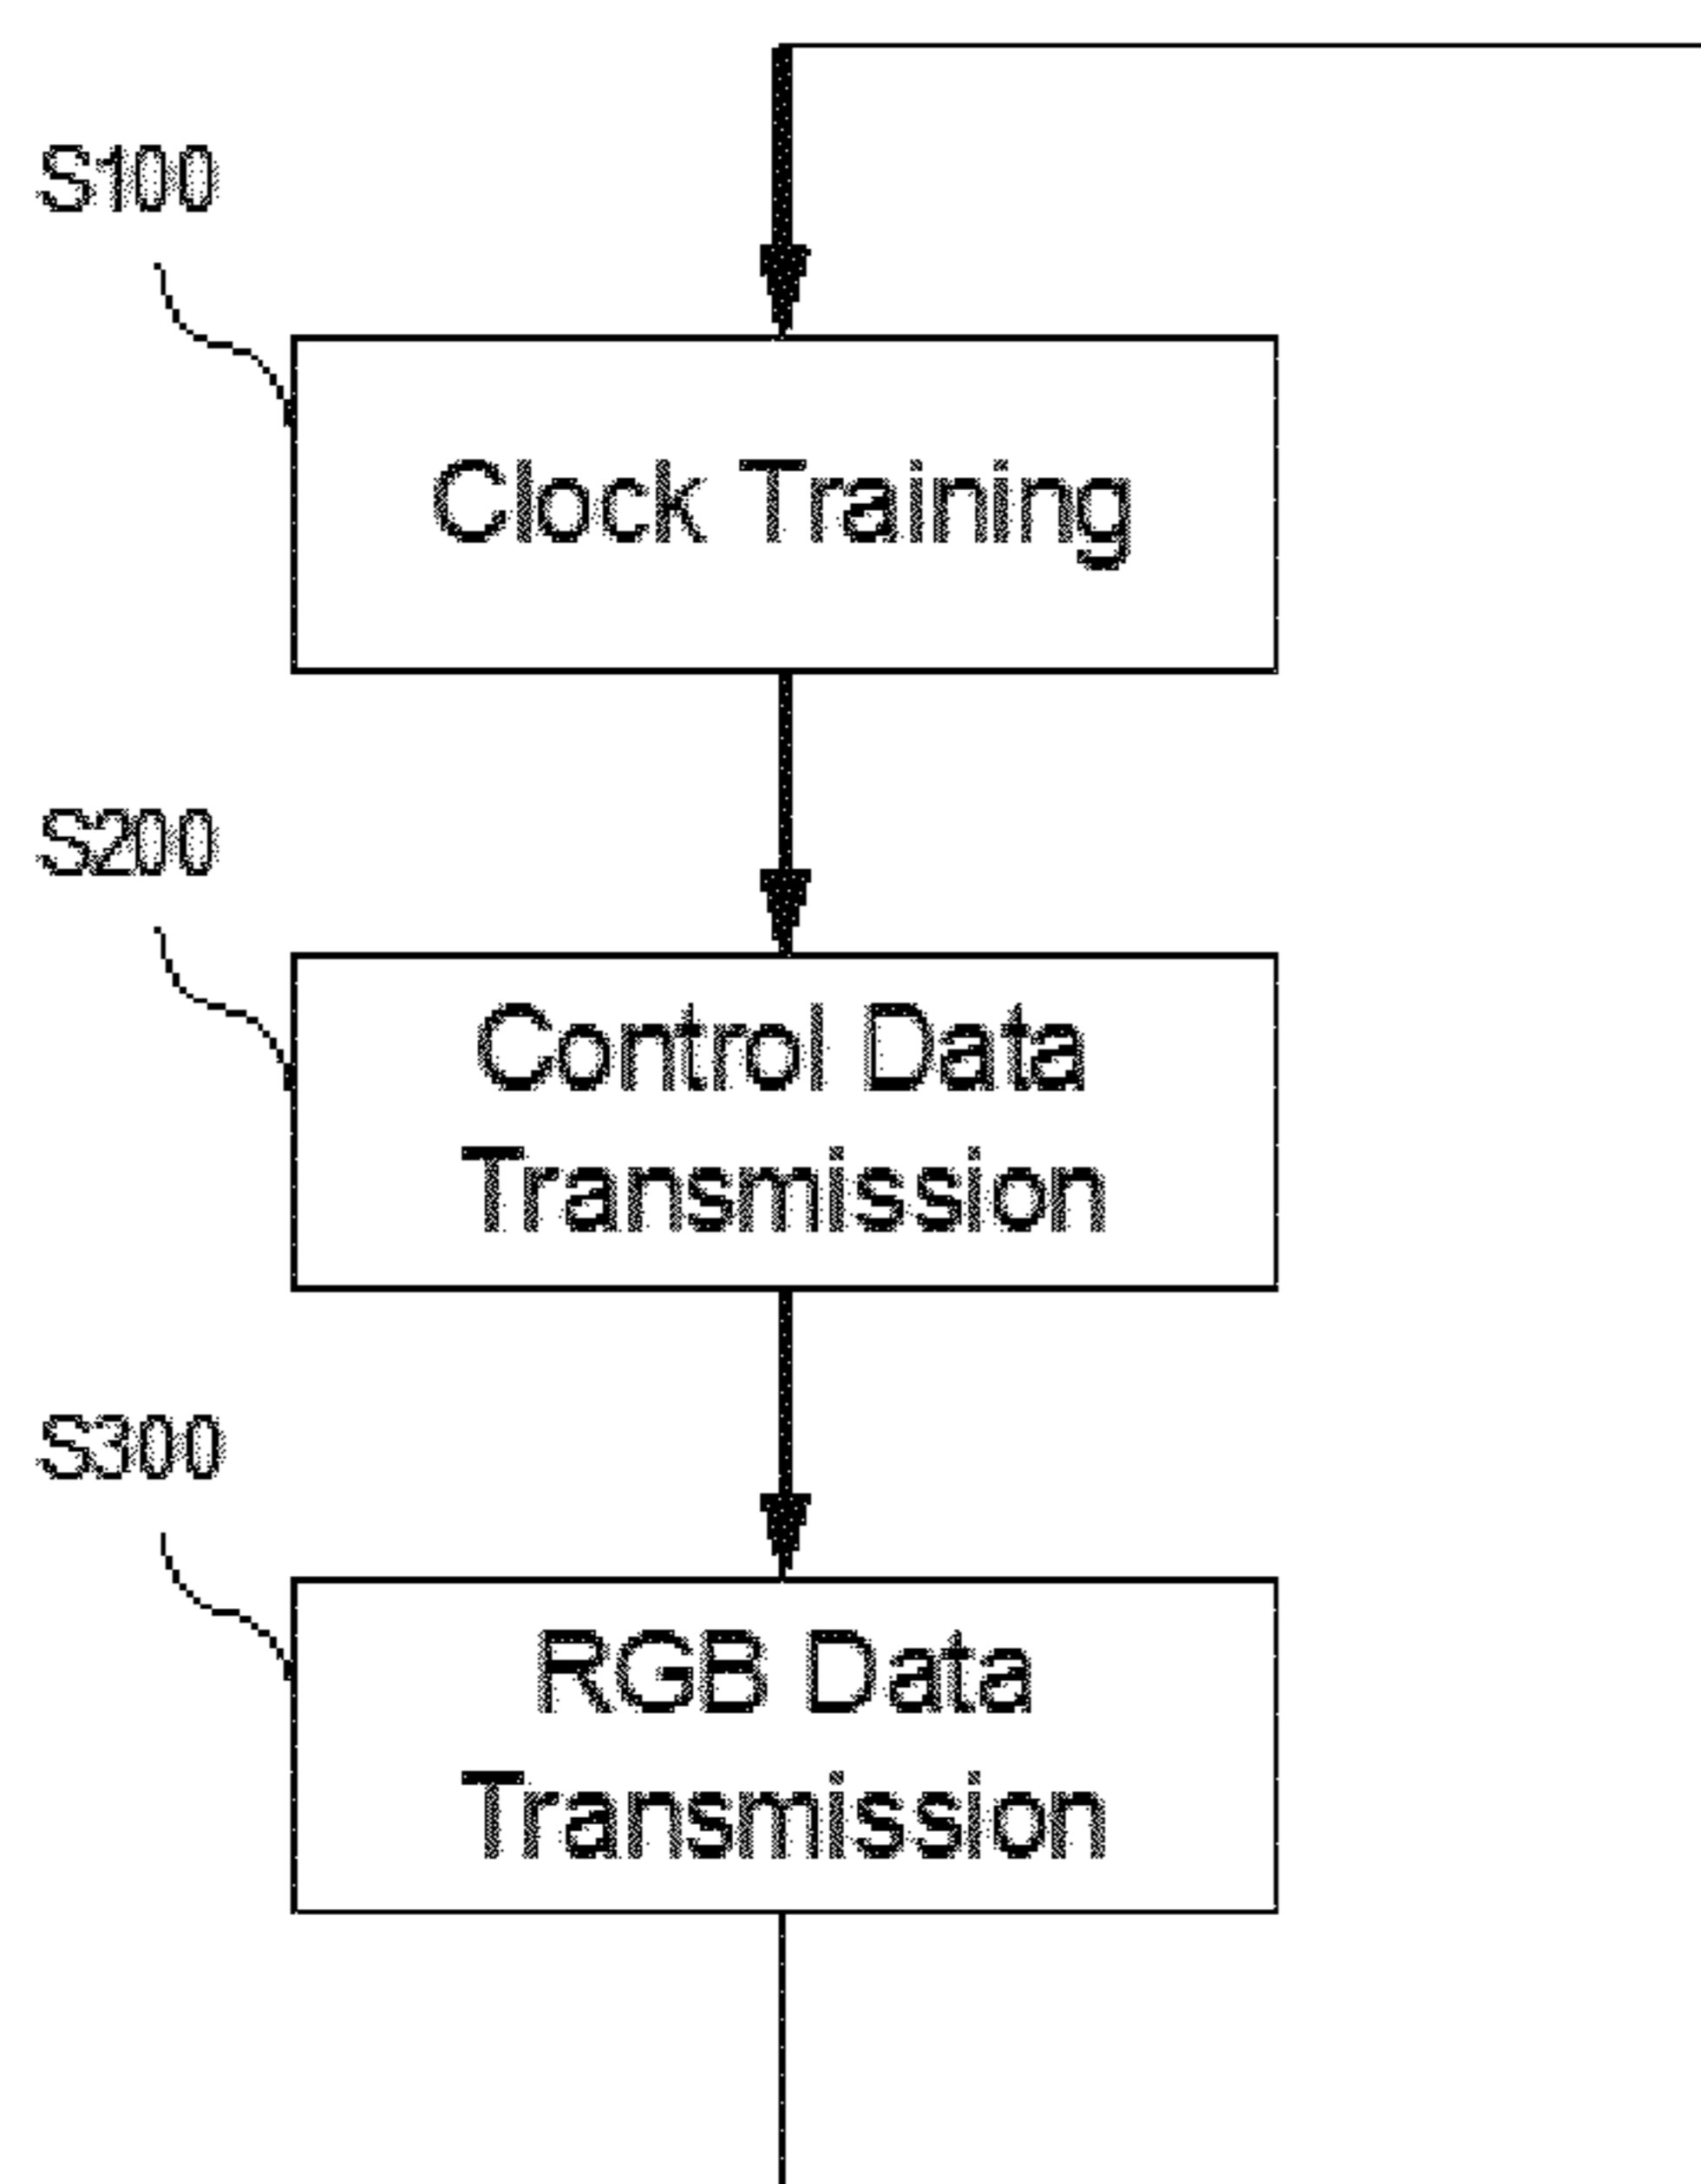 S100
Clock Training
S200
Control Data
Transmission
S300
RGB Data
Transmission